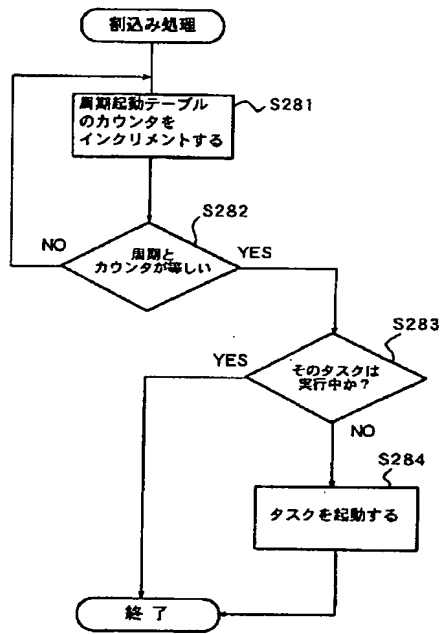 割込み処理
周期起動テーブル
のカウンタを
インクリメントする
S281
S282
NO
周期と
カウンタが等しい
YES
S283
YES
そのタスクは
実行中か？
NO
S284
タスクを起動する
終了